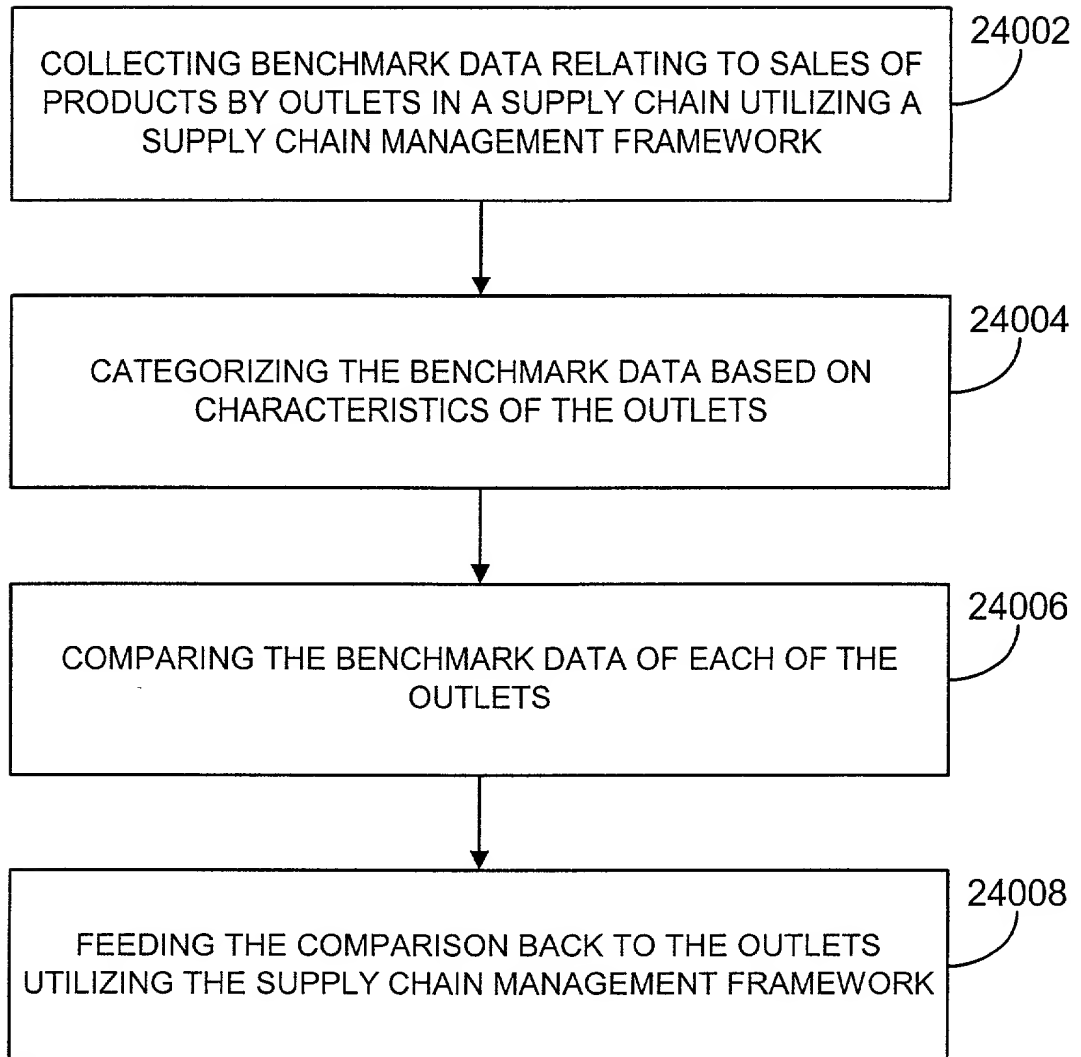 24002
COLLECTING BENCHMARK DATA RELATING TO SALES OF
PRODUCTS BY OUTLETS IN A SUPPLY CHAIN UTILIZING A
SUPPLY CHAIN MANAGEMENT FRAMEWORK
24004
CATEGORIZING THE BENCHMARK DATA BASED ON
CHARACTERISTICS OF THE OUTLETS
24006
COMPARING THE BENCHMARK DATA OF EACH OF THE
OUTLETS
24008
FEEDING THE COMPARISON BACK TO THE OUTLETS
UTILIZING THE SUPPLY CHAIN MANAGEMENT FRAMEWORK